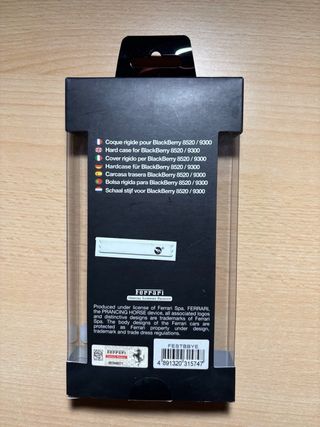 Coque rigide pour BlackBerry 8520 / 9300
Hard case for BlackBerry 8520 / 9300
Cover rigido per BlackBerry 8520 / 9300
Hardcase für BlackBerry 8520 / 9300
Carcasa trasera BlackBerry 8520 / 9300
Bolsa rigida para BlackBerry 8520 / 9300
Schaal stijf voor BlackBerry 8520 / 9300
Ferrari
Produced under license of Ferrari Spa. FERRARI,
the PRANCING HORSE device, all associated logos
and distinctive designs are trademarks of Ferrari
Spa. The body designs of the Ferrari cars are
protected as Ferrari property under design,
trademark and trade dress regulations.
Ferrari
FESTBBYE
4 891320 315747